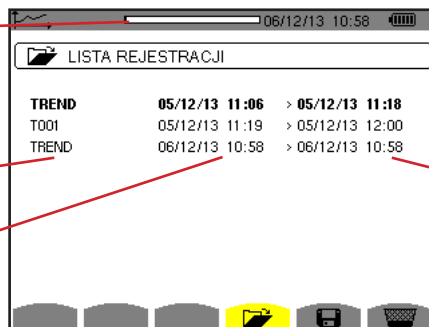 06/12/13 10:58
LISTA REJESTRACJI
TREND 05/12/13 11:06 > 05/12/13 11:18
T001 05/12/13 11:19 > 05/12/13 12:00
TREND 06/12/13 10:58 > 06/12/13 10:58